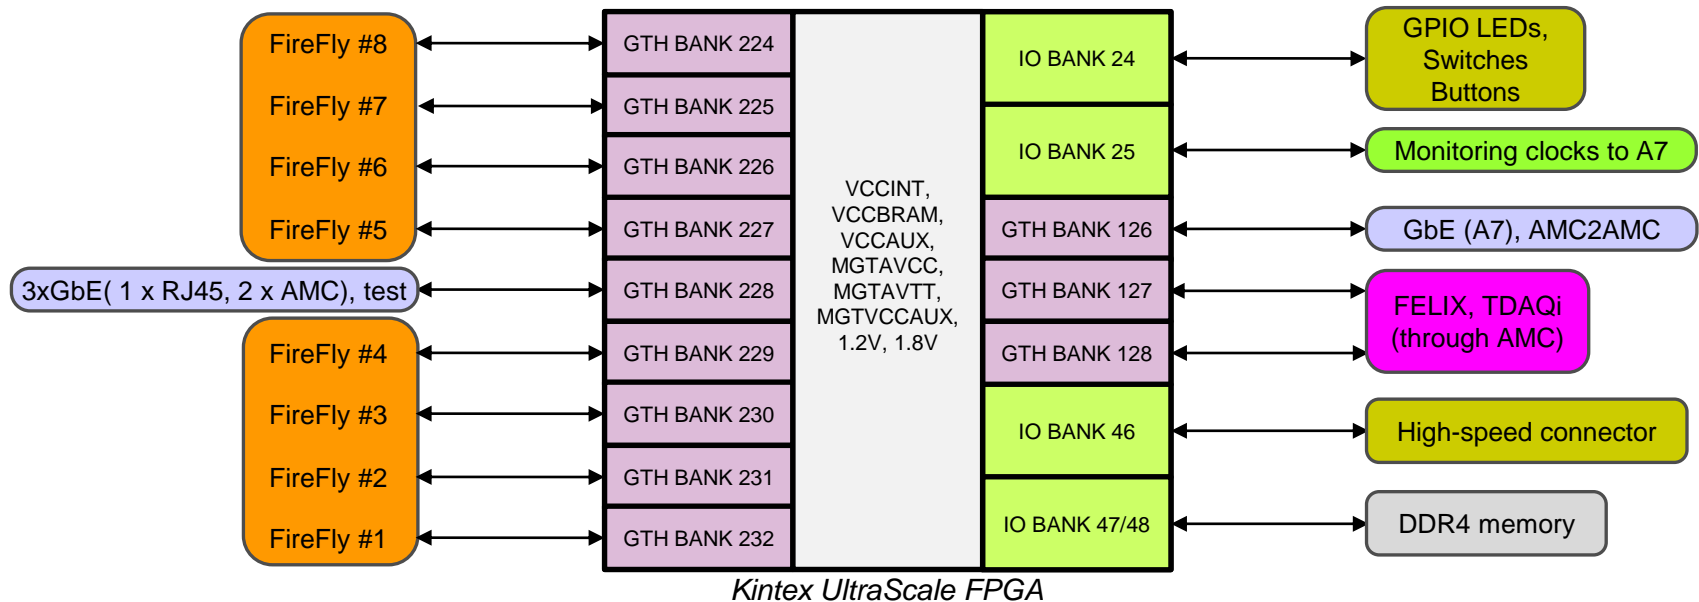 FireFly #8
FireFly #7
FireFly #6
FireFly #5
3xGbE( 1 x RJ45, 2 x AMC), test
FireFly #4
FireFly #3
FireFly #2
FireFly #1
GTH BANK 224
GTH BANK 225
GTH BANK 226
GTH BANK 227
GTH BANK 228
GTH BANK 229
GTH BANK 230
GTH BANK 231
GTH BANK 232
VCCINT,
VCCBRAM,
VCCAUX,
MGTAVCC,
MGTAVTT,
MGTVCCAUX,
1.2V, 1.8V
IO BANK 24
IO BANK 25
GTH BANK 126
GTH BANK 127
GTH BANK 128
IO BANK 46
IO BANK 47/48
GPIO LEDs,
Switches
Buttons
Monitoring clocks to A7
GbE (A7), AMC2AMC
FELIX, TDAQi
(through AMC)
High-speed connector
DDR4 memory
Kintex UltraScale FPGA